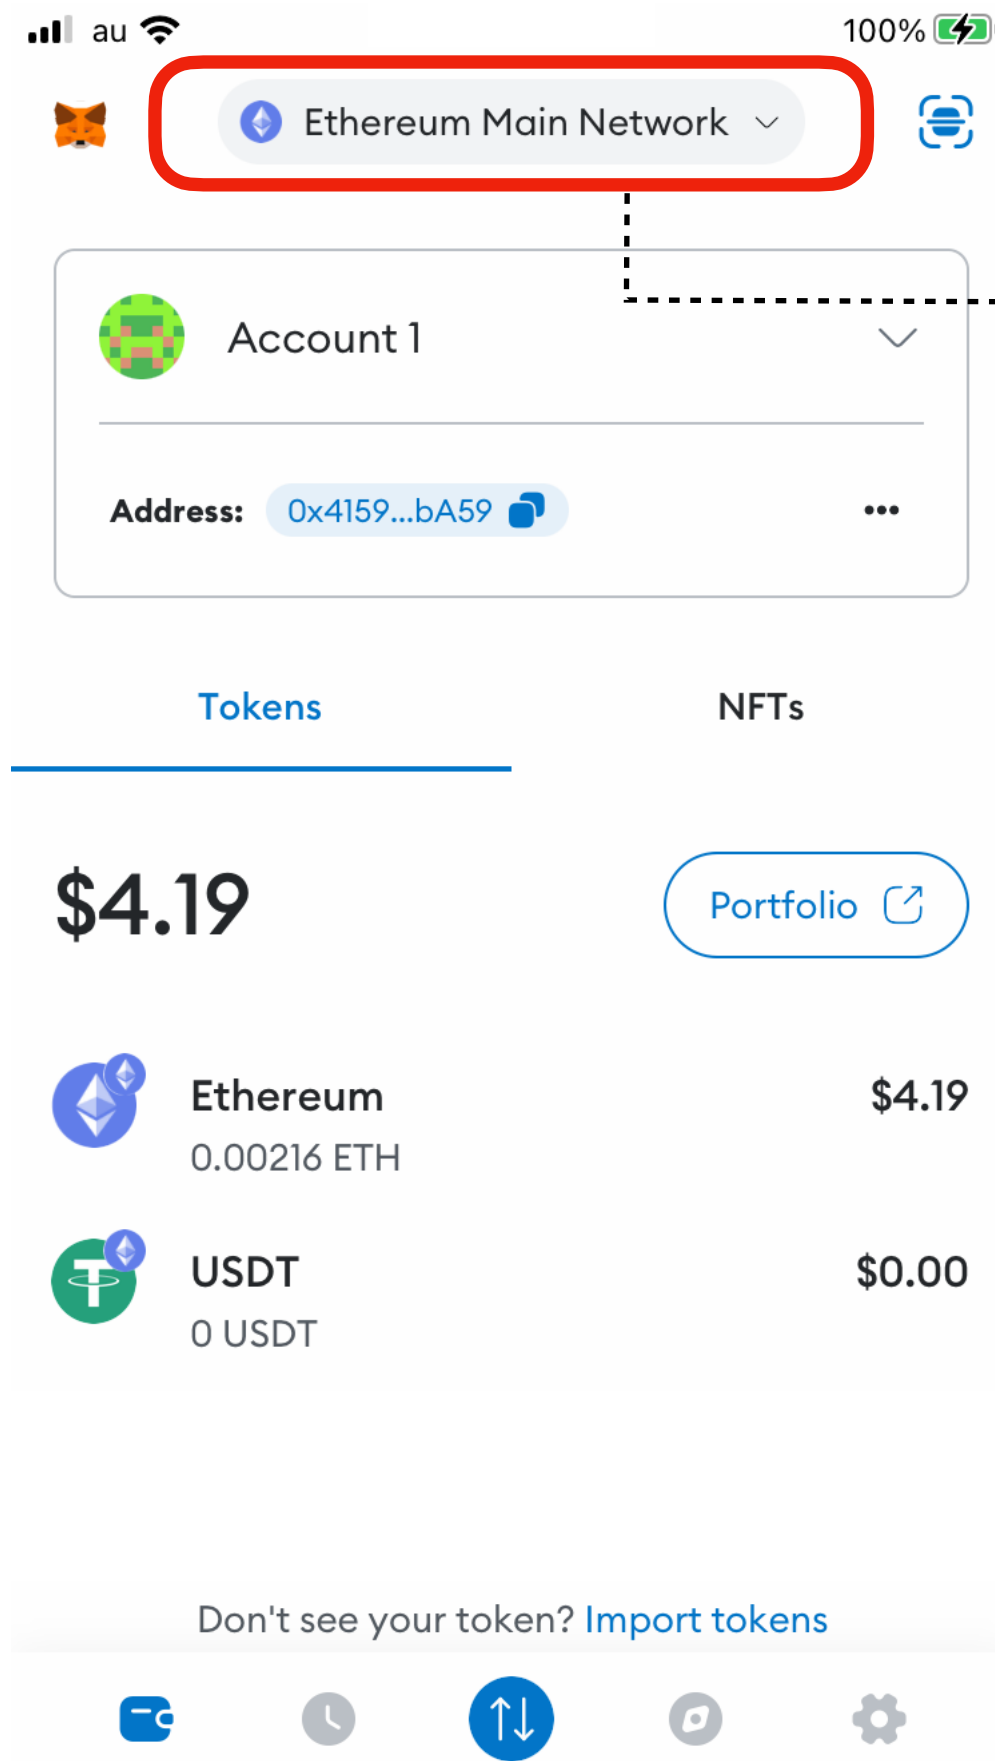 au 100%
Ethereum Main Network
Account 1
Address: 0x4159...bA59
Tokens NFTs
$4.19 Portfolio
Ethereum $4.19
0.00216 ETH
USDT $0.00
0 USDT
Don't see your token? Import tokens